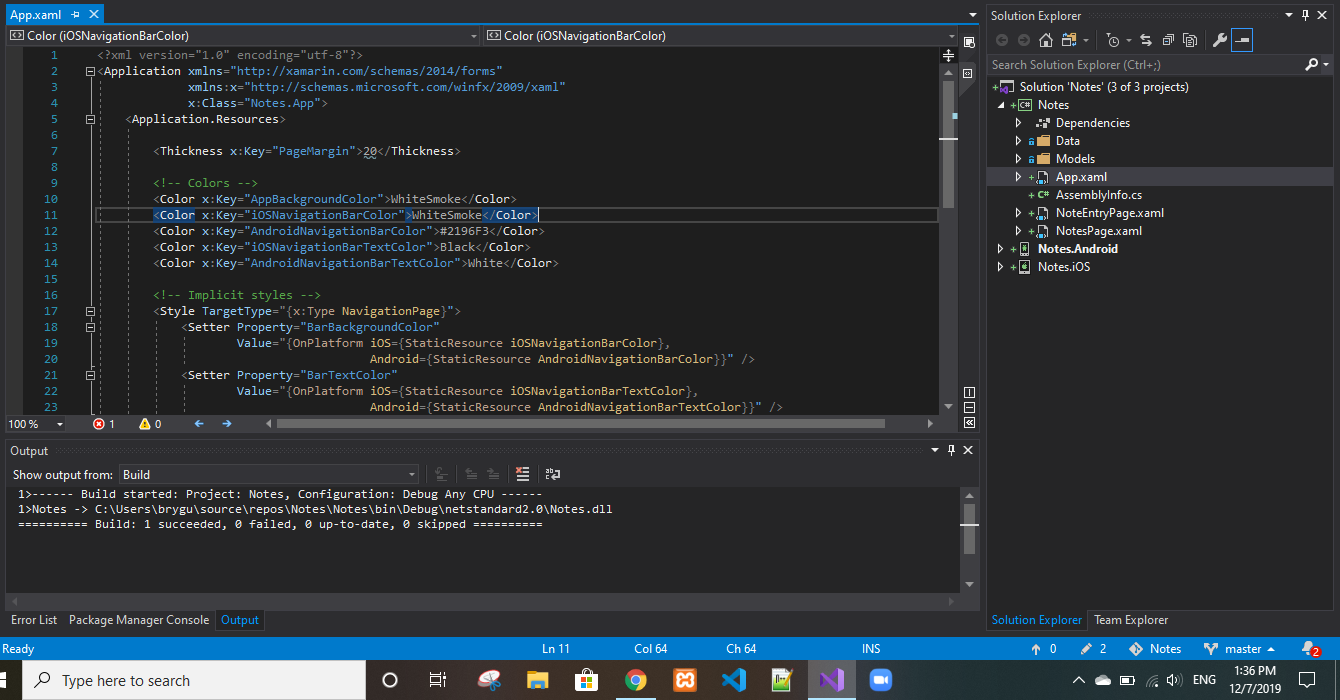 App.xaml
Color (iOSNavigationBarColor)
Color (iOSNavigationBarColor)
1 <?xml version="1.0" encoding="utf-8"?>
2 <Application xmlns="http://xamarin.com/schemas/2014/forms"
3 xmlns:x="http://schemas.microsoft.com/winfx/2009/xaml"
4 x:Class="Notes.App">
5 <Application.Resources>
6
7 <Thickness x:Key="PageMargin">20</Thickness>
8
9 <!-- Colors -->
10 <Color x:Key="AppBackgroundColor">WhiteSmoke</Color>
11 <Color x:Key="iOSNavigationBarColor">WhiteSmoke</Color>
12 <Color x:Key="AndroidNavigationBarColor">#2196F3</Color>
13 <Color x:Key="iOSNavigationBarTextColor">Black</Color>
14 <Color x:Key="AndroidNavigationBarTextColor">White</Color>
15
16 <!-- Implicit styles -->
17 <Style TargetType="{x:Type NavigationPage}">
18 <Setter Property="BarBackgroundColor"
19 Value="{OnPlatform iOS={StaticResource iOSNavigationBarColor},
20 Android={StaticResource AndroidNavigationBarColor}}" />
21 <Setter Property="BarTextColor"
22 Value="{OnPlatform iOS={StaticResource iOSNavigationBarTextColor},
23 Android={StaticResource AndroidNavigationBarTextColor}}" />
100 % 1 0
Output
Show output from: Build
1>------ Build started: Project: Notes, Configuration: Debug Any CPU ------
1>Notes -> C:\Users\brygu\source\repos\Notes\Notes\bin\Debug\netstandard2.0\Notes.dll
========== Build: 1 succeeded, 0 failed, 0 up-to-date, 0 skipped ==========
Error List Package Manager Console Output
Solution Explorer
Search Solution Explorer (Ctrl+;)
Solution 'Notes' (3 of 3 projects)
C# Notes
Dependencies
Data
Models
App.xaml
C# AssemblyInfo.cs
NoteEntryPage.xaml
NotesPage.xaml
Notes.Android
Notes.iOS
Solution Explorer Team Explorer
Ready Ln 11 Col 64 Ch 64 INS 0 2 Notes master 2
Type here to search
ENG
1:36 PM
12/7/2019